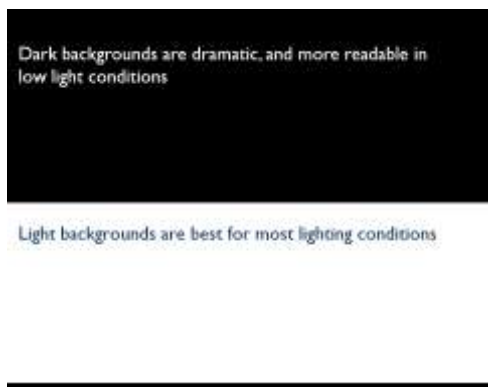 Dark backgrounds are dramatic, and more readable in
low light conditions
Light backgrounds are best for most lighting conditions